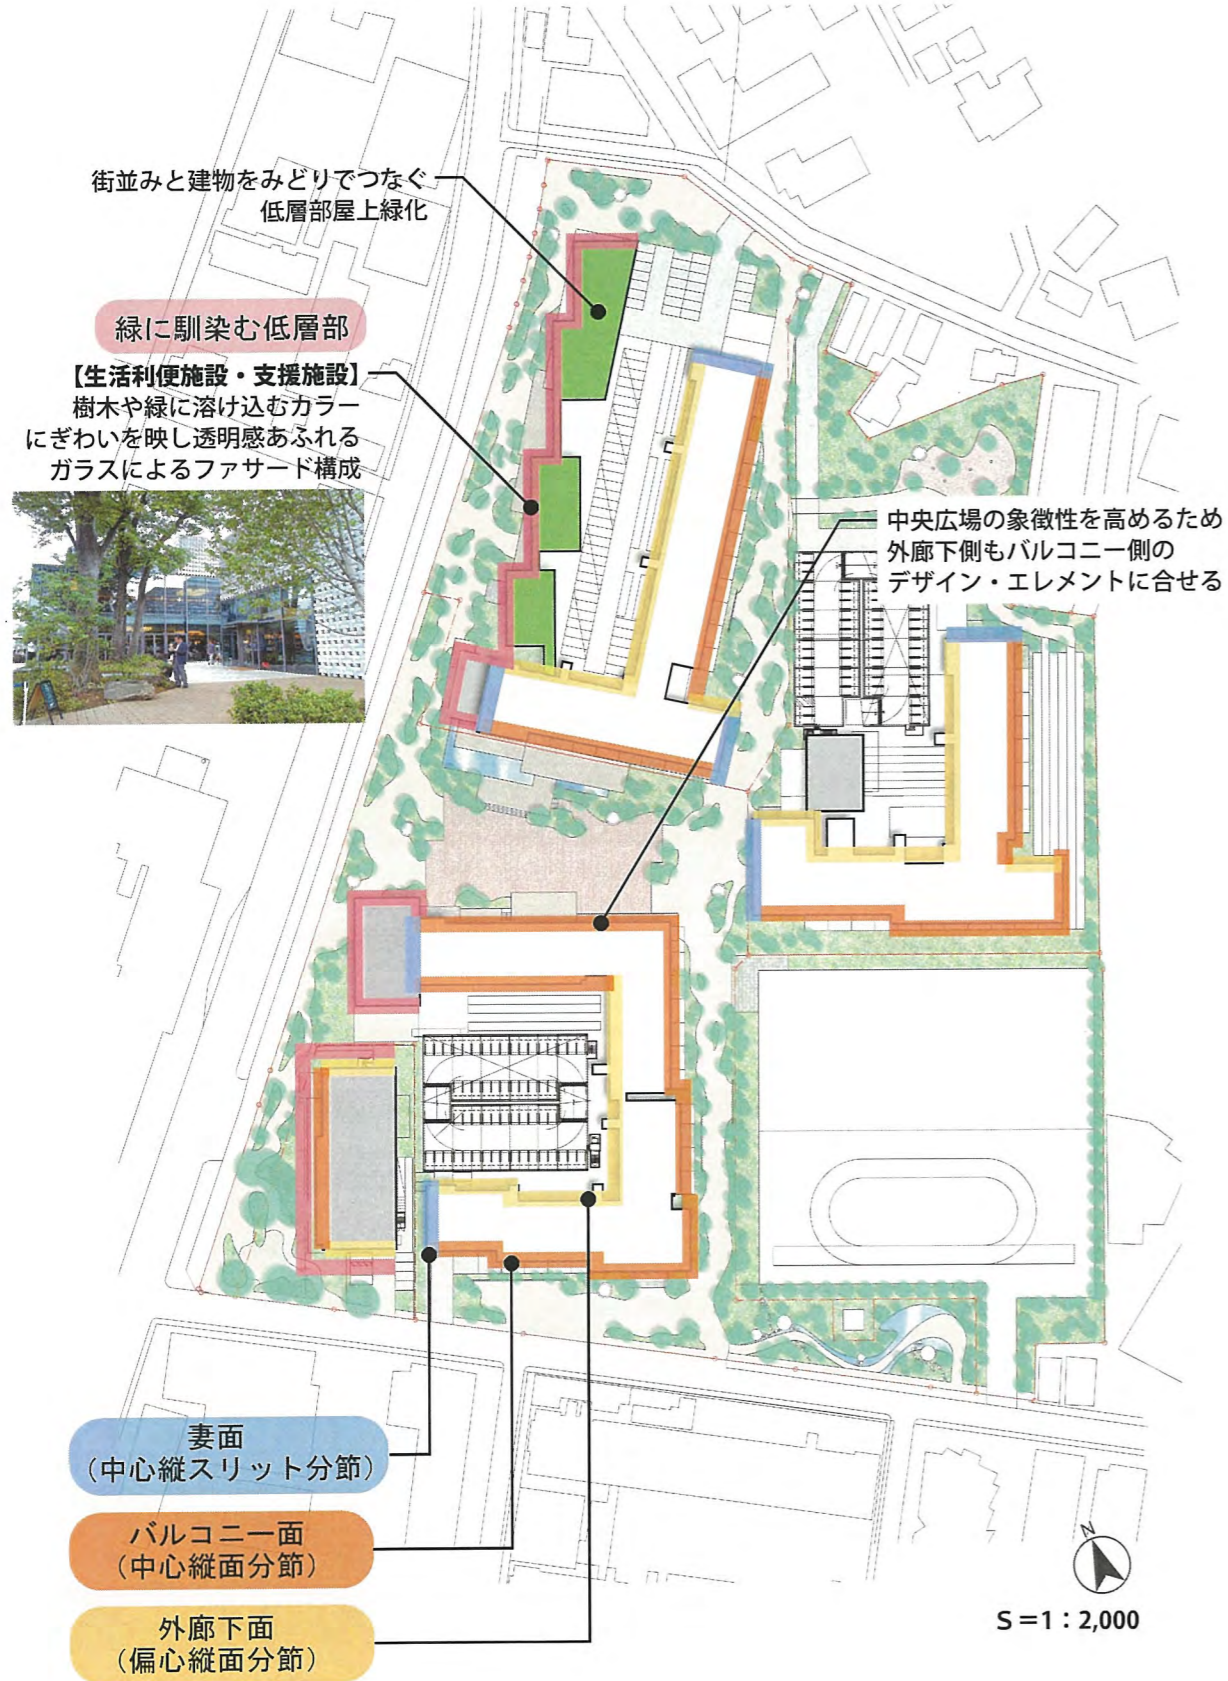 街並みと建物をみどりでつなぐ
低層部屋上緑化
緑に馴染む低層部
【生活利便施設・支援施設】
樹木や緑に溶け込むカラー
にぎわいを映し透明感あふれる
ガラスによるファサード構成
中央広場の象徴性を高めるため
外廊下側もバルコニー側の
デザイン・エレメントに合せる
妻面
（中心縦スリット分節）
バルコニー面
（中心縦面分節）
外廊下面
（偏心縦面分節）
N
S＝1：2,000